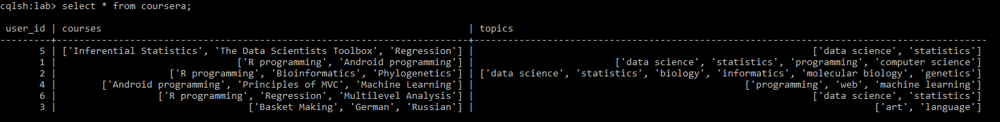 cqlsh:lab> select * from coursera;
user_id | courses | topics
---------+---------------------------------------------------------------------------+------------------------------------------------------------------------------------------
5 | ['Inferential Statistics', 'The Data Scientists Toolbox', 'Regression'] | ['data science', 'statistics']
1 | ['R programming', 'Android programming'] | ['data science', 'statistics', 'programming', 'computer science']
2 | ['R programming', 'Bioinformatics', 'Phylogenetics'] | ['data science', 'statistics', 'biology', 'informatics', 'molecular biology', 'genetics']
4 | ['Android programming', 'Principles of MVC', 'Machine Learning'] | ['programming', 'web', 'machine learning']
6 | ['R programming', 'Regression', 'Multilevel Analysis'] | ['data science', 'statistics']
3 | ['Basket Making', 'German', 'Russian'] | ['art', 'language']